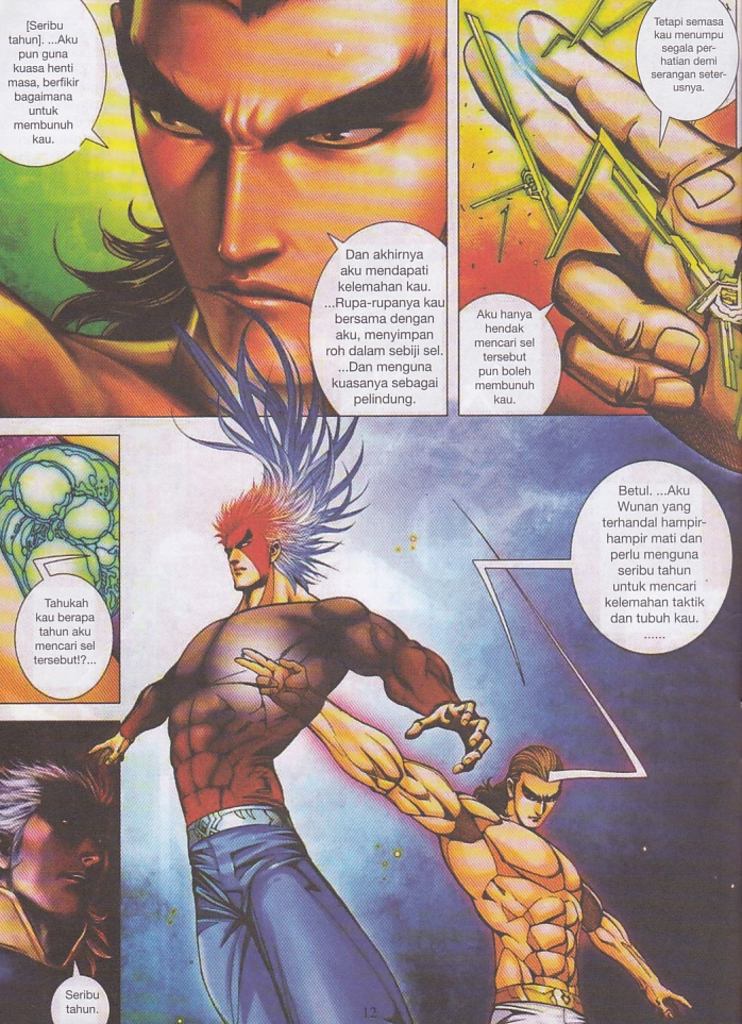 [Seribu
tahun]. ...Aku
pun guna
kuasa henti
masa, berfikir
bagaimana
untuk
membunuh
kau.
Dan akhirnya
aku mendapati
kelemahan kau.
...Rupa-rupanya kau
bersama dengan
aku, menyimpan
roh dalam sebiji sel.
...Dan menguna
kuasanya sebagai
pelindung.
Tetapi semasa
kau menumpu
segala per-
hatian demi
serangan seter-
usnya.
Aku hanya
hendak
mencari sel
tersebut
pun boleh
membunuh
kau.
Tahukah
kau berapa
tahun aku
mencari sel
tersebut!?...
Betul. ...Aku
Wunan yang
terhandal hampir-
hampir mati dan
perlu menguna
seribu tahun
untuk mencari
kelemahan taktik
dan tubuh kau.
......
Seribu
tahun.
12